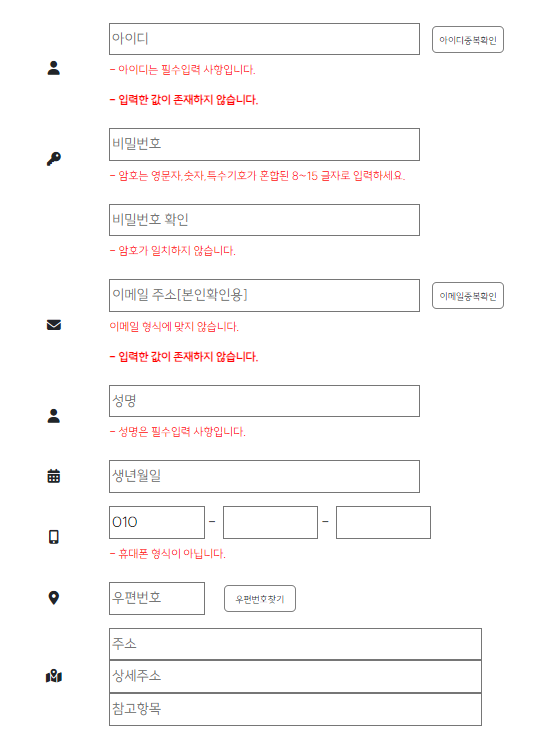 아이디 아이디중복확인
- 아이디는 필수입력 사항입니다.
- 입력한 값이 존재하지 않습니다.
비밀번호
- 암호는 영문자,숫자,특수기호가 혼합된 8~15 글자로 입력하세요.
비밀번호 확인
- 암호가 일치하지 않습니다.
이메일 주소[본인확인용] 이메일중복확인
이메일 형식에 맞지 않습니다.
- 입력한 값이 존재하지 않습니다.
성명
- 성명은 필수입력 사항입니다.
생년월일
010 - -
- 휴대폰 형식이 아닙니다.
우편번호 우편번호찾기
주소
상세주소
참고항목